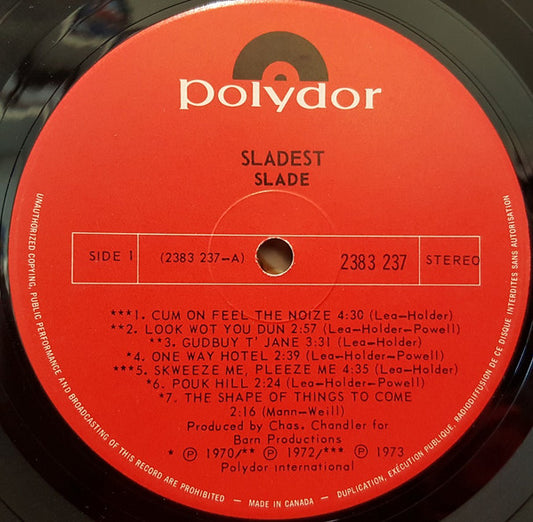 polydor
SLADEST
SLADE
SIDE 1 (2383 237-A) 2383 237 STEREO
***1. CUM ON FEEL THE NOIZE 4:30 (Lea-Holder)
**2. LOOK WOT YOU DUN 2:57 (Lea-Holder-Powell)
**3. GUDBUY T' JANE 3:31 (Lea-Holder)
*4. ONE WAY HOTEL 2:39 (Lea-Holder-Powell)
***5. SKWEEZE ME, PLEEZE ME 4:35 (Lea-Holder)
*6. POUK HILL 2:24 (Lea-Holder-Powell)
*7. THE SHAPE OF THINGS TO COME
2:16 (Mann-Weill)
Produced by Chas. Chandler for
Barn Productions
* Ⓟ 1970/** Ⓟ 1972/*** Ⓟ 1973
Polydor international
UNAUTHORIZED COPYING, PUBLIC PERFORMANCE AND BROADCASTING OF THIS RECORD ARE PROHIBITED – MADE IN CANADA – DUPLICATION, EXÉCUTION PUBLIQUE, RADIODIFFUSION DE CE DISQUE INTERDITES SANS AUTORISATION